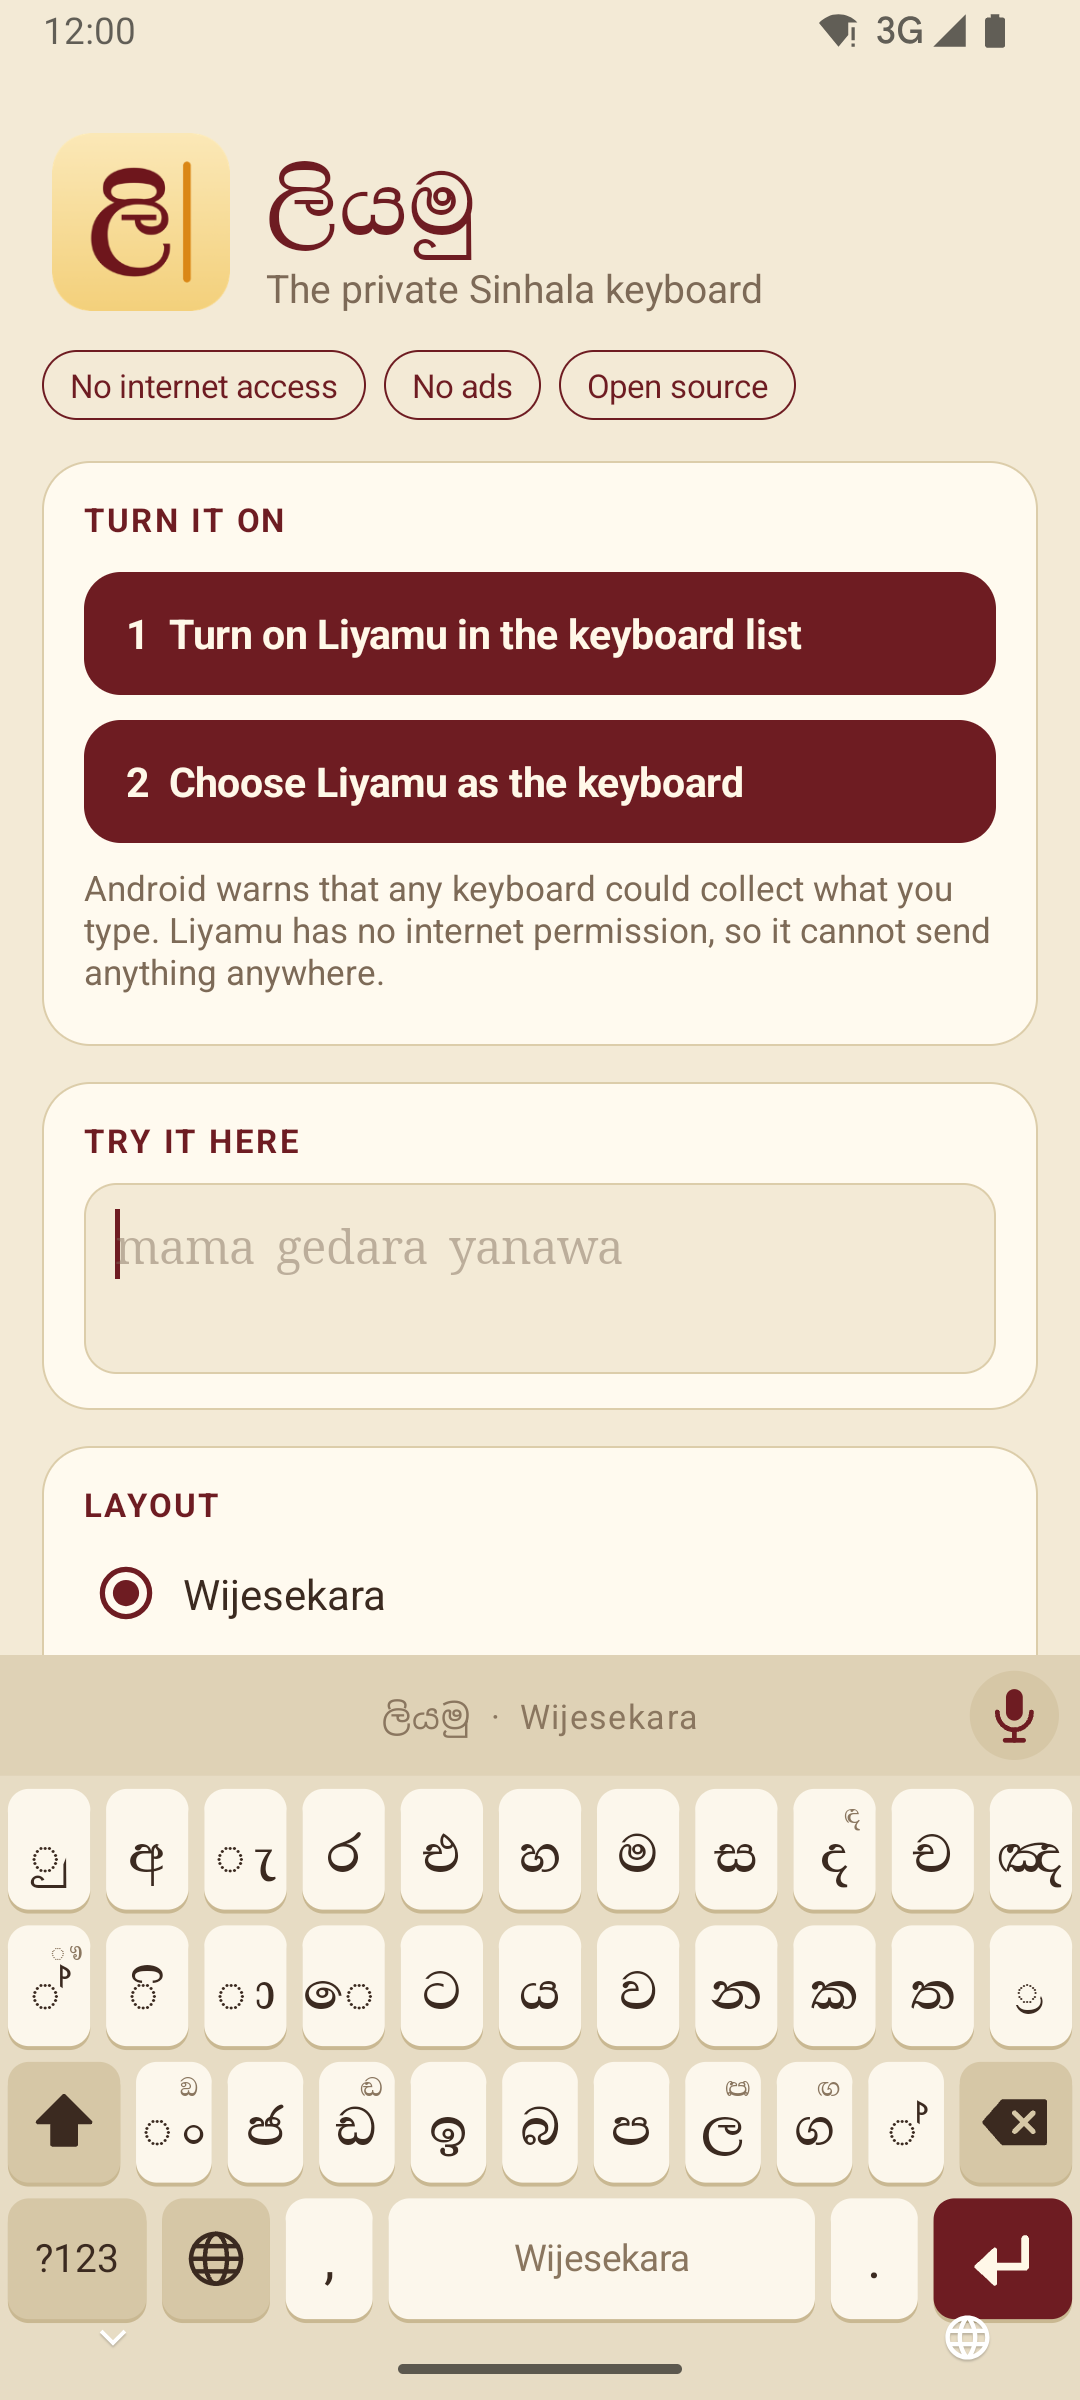 12:00
3G
ලි
ලියමු
The private Sinhala keyboard
No internet access
No ads
Open source
TURN IT ON
1 Turn on Liyamu in the keyboard list
2 Choose Liyamu as the keyboard
Android warns that any keyboard could collect what you
type. Liyamu has no internet permission, so it cannot send
anything anywhere.
TRY IT HERE
mama gedara yanawa
LAYOUT
Wijesekara
ලියමු · Wijesekara
ු අ ැ ර එ හ ම ස ද ඳ ච ඤ
් ෟ ි ා ෙ ට ය ව න ක ත
ං ඞ ජ ඩ ඬ ඉ බ ප ල ග ඟ
?123 , Wijesekara .